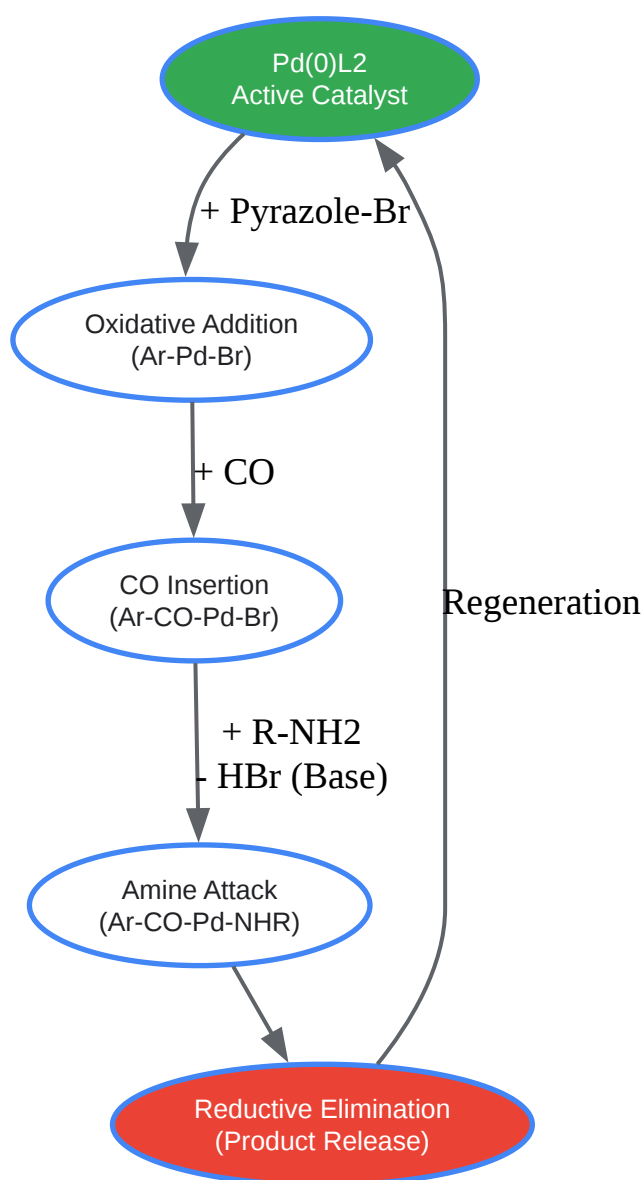 Pd(0)L2
Active Catalyst
+ Pyrazole-Br
Oxidative Addition
(Ar-Pd-Br)
+ CO
CO Insertion
(Ar-CO-Pd-Br)
Regeneration
+ R-NH2
- HBr (Base)
Amine Attack
(Ar-CO-Pd-NHR)
Reductive Elimination
(Product Release)